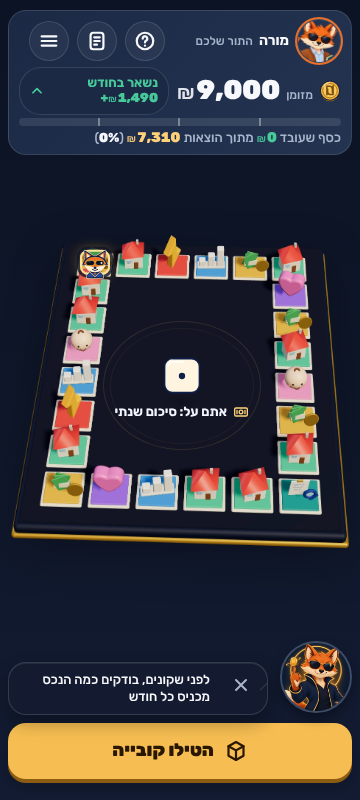 מורה התור שלכם
מזומן 9,000 ₪
נשאר בחודש
+₪1,490
כסף שעובד ₪0 מתוך הוצאות ₪7,310 (0%)
אתם על: סיכום שנתי
לפני שקונים, בודקים כמה הנכס
מכניס כל חודש
הטילו קובייה